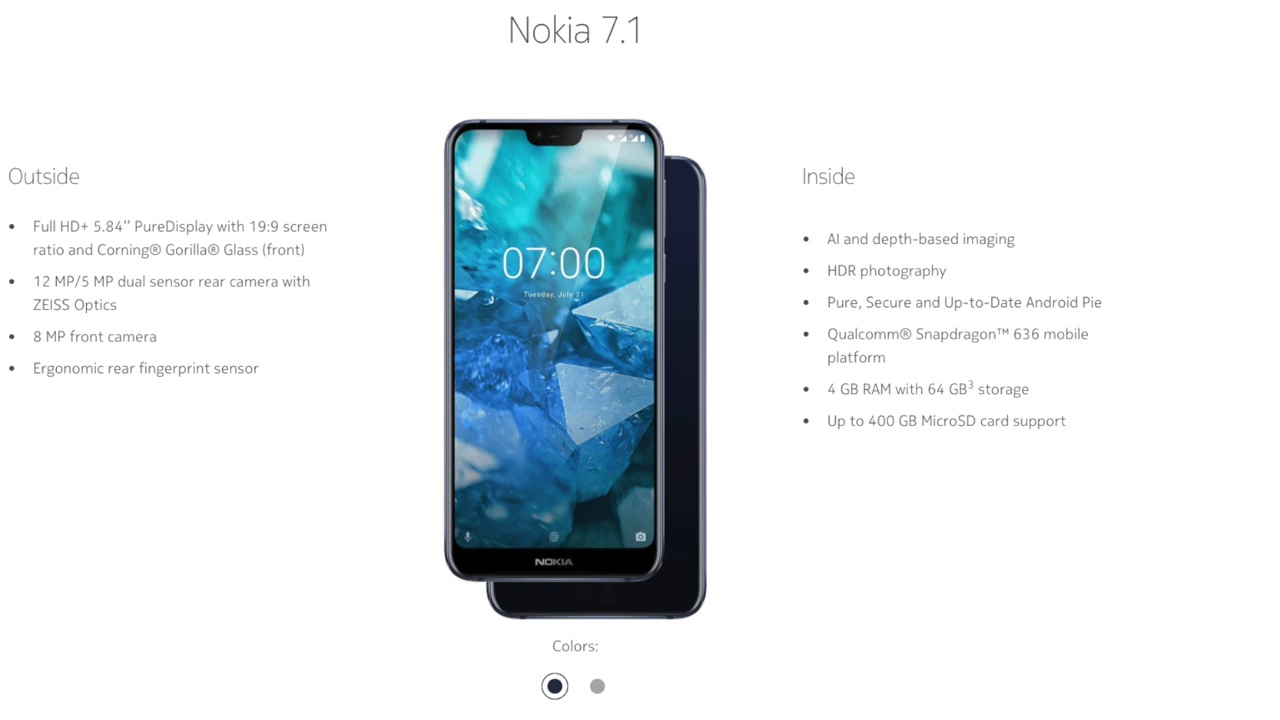 Nokia 7.1
Outside
• Full HD+ 5.84’’ PureDisplay with 19:9 screen
ratio and Corning® Gorilla® Glass (front)
• 12 MP/5 MP dual sensor rear camera with
ZEISS Optics
• 8 MP front camera
• Ergonomic rear fingerprint sensor
07:00
Tuesday, July 31
NOKIA
Inside
• AI and depth-based imaging
• HDR photography
• Pure, Secure and Up-to-Date Android Pie
• Qualcomm® Snapdragon™ 636 mobile
platform
• 4 GB RAM with 64 GB³ storage
• Up to 400 GB MicroSD card support
Colors: